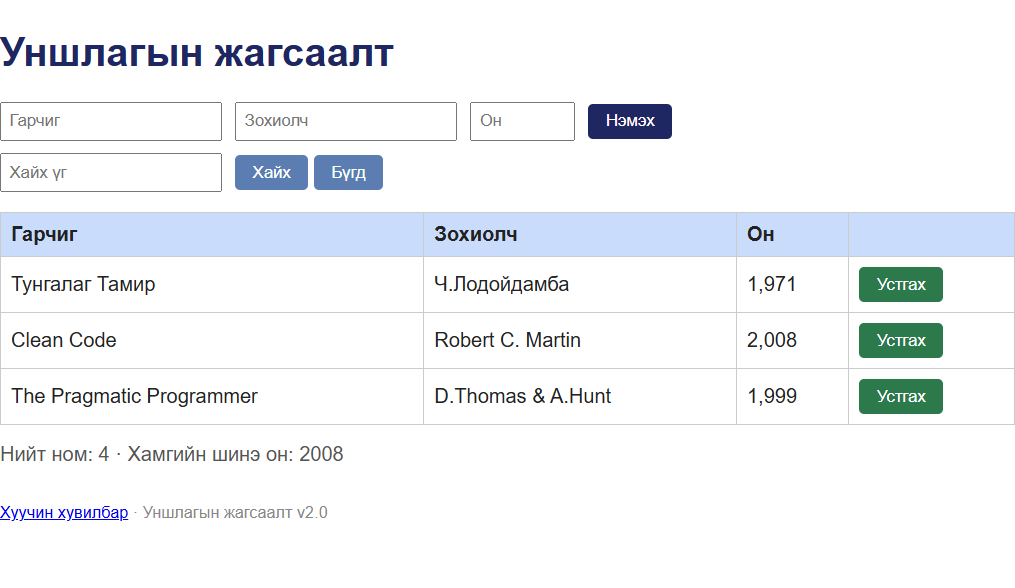 Уншлагын жагсаалт
Гарчиг Зохиолч Он Нэмэх
Хайх үг Хайх Бүгд
Гарчиг Зохиолч Он
Тунгалаг Тамир Ч.Лодойдамба 1,971 Устгах
Clean Code Robert C. Martin 2,008 Устгах
The Pragmatic Programmer D.Thomas & A.Hunt 1,999 Устгах
Нийт ном: 4 · Хамгийн шинэ он: 2008
Хуучин хувилбар · Уншлагын жагсаалт v2.0